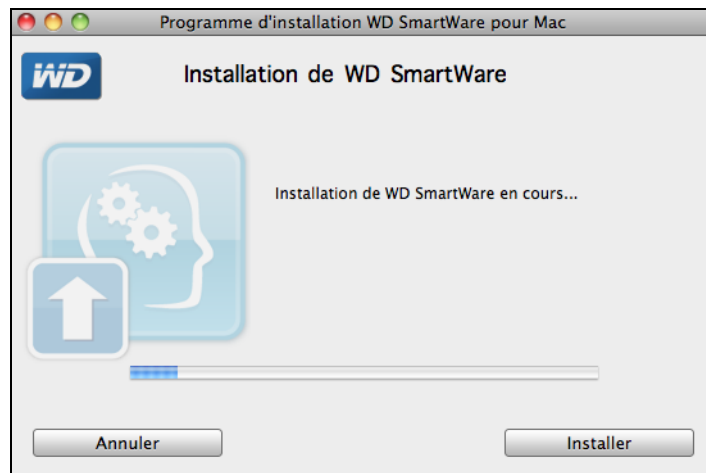 Programme d'installation WD SmartWare pour Mac
WD
Installation de WD SmartWare
Installation de WD SmartWare en cours...
Annuler
Installer